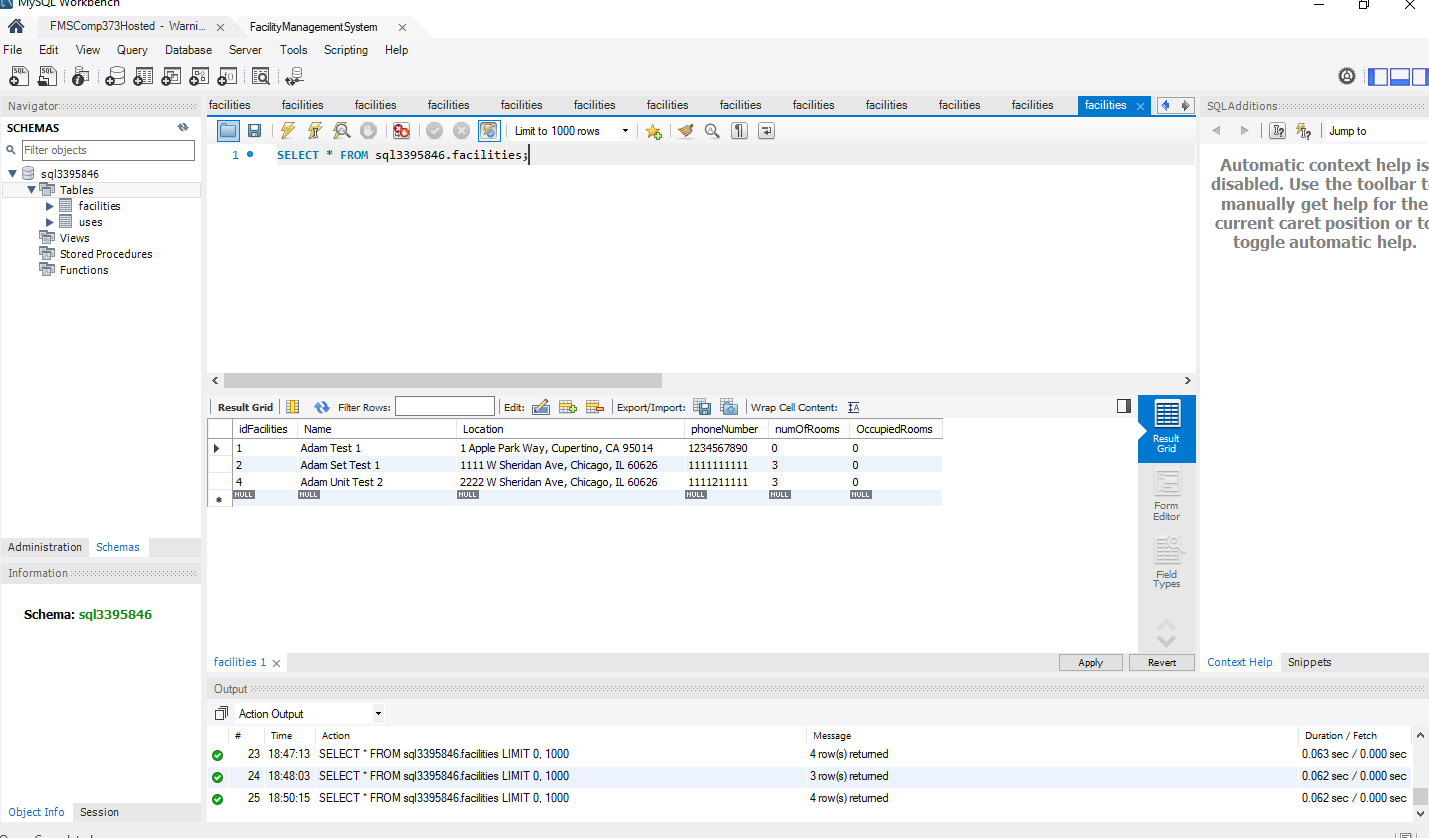 MySQL Workbench
FMSComp373Hosted - Warni...
FacilityManagementSystem
File Edit View Query Database Server Tools Scripting Help
Navigator
SCHEMAS
Filter objects
sql3395846
Tables
facilities
uses
Views
Stored Procedures
Functions
Administration Schemas
Information
Schema: sql3395846
Object Info Session
facilities facilities facilities facilities facilities facilities facilities facilities facilities facilities facilities facilities facilities
Limit to 1000 rows
1 SELECT * FROM sql3395846.facilities;
Result Grid Filter Rows: Edit: Export/Import: Wrap Cell Content:
idFacilities Name Location phoneNumber numOfRooms OccupiedRooms
1 Adam Test 1 1 Apple Park Way, Cupertino, CA 95014 1234567890 0 0
2 Adam Set Test 1 1111 W Sheridan Ave, Chicago, IL 60626 1111111111 3 0
4 Adam Unit Test 2 2222 W Sheridan Ave, Chicago, IL 60626 1111211111 3 0
NULL NULL NULL NULL NULL NULL
Result
Grid
Form
Editor
Field
Types
facilities 1
Apply Revert
SQLAdditions
Jump to
Automatic context help is
disabled. Use the toolbar t
manually get help for the
current caret position or to
toggle automatic help.
Context Help Snippets
Output
Action Output
# Time Action Message Duration / Fetch
23 18:47:13 SELECT * FROM sql3395846.facilities LIMIT 0, 1000 4 row(s) returned 0.063 sec / 0.000 sec
24 18:48:03 SELECT * FROM sql3395846.facilities LIMIT 0, 1000 3 row(s) returned 0.062 sec / 0.000 sec
25 18:50:15 SELECT * FROM sql3395846.facilities LIMIT 0, 1000 4 row(s) returned 0.062 sec / 0.000 sec